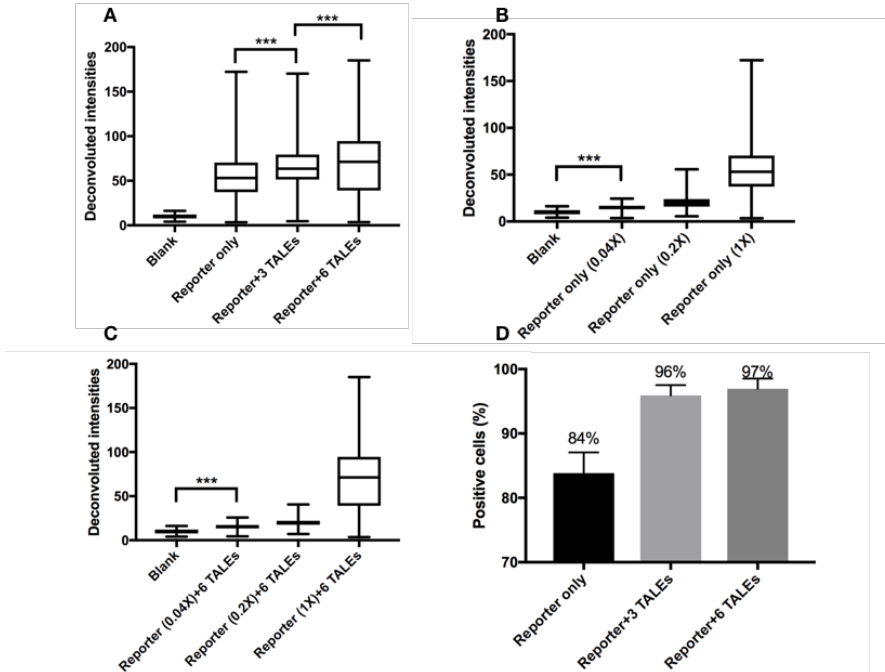 A
***
***
Deconvoluted intensities
200
150
100
50
0
Blank
Reporter only
Reporter+3 TALEs
Reporter+6 TALEs
B
***
Deconvoluted intensities
200
150
100
50
0
Blank
Reporter only (0.04X)
Reporter only (0.2X)
Reporter only (1X)
C
***
Deconvoluted intensities
200
150
100
50
0
Blank
Reporter (0.04X)+6 TALEs
Reporter (0.2X)+6 TALEs
Reporter (1X)+6 TALEs
D
Positive cells (%)
100
90
80
70
84%
96%
97%
Reporter only
Reporter+3 TALEs
Reporter+6 TALEs